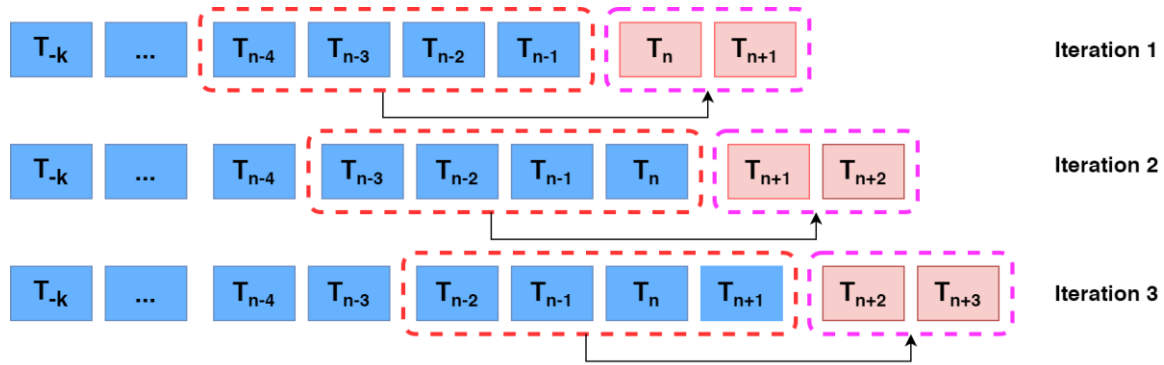 T-k ... Tn-4 Tn-3 Tn-2 Tn-1 Tn Tn+1 Iteration 1
T-k ... Tn-4 Tn-3 Tn-2 Tn-1 Tn Tn+1 Tn+2 Iteration 2
T-k ... Tn-4 Tn-3 Tn-2 Tn-1 Tn Tn+1 Tn+2 Tn+3 Iteration 3